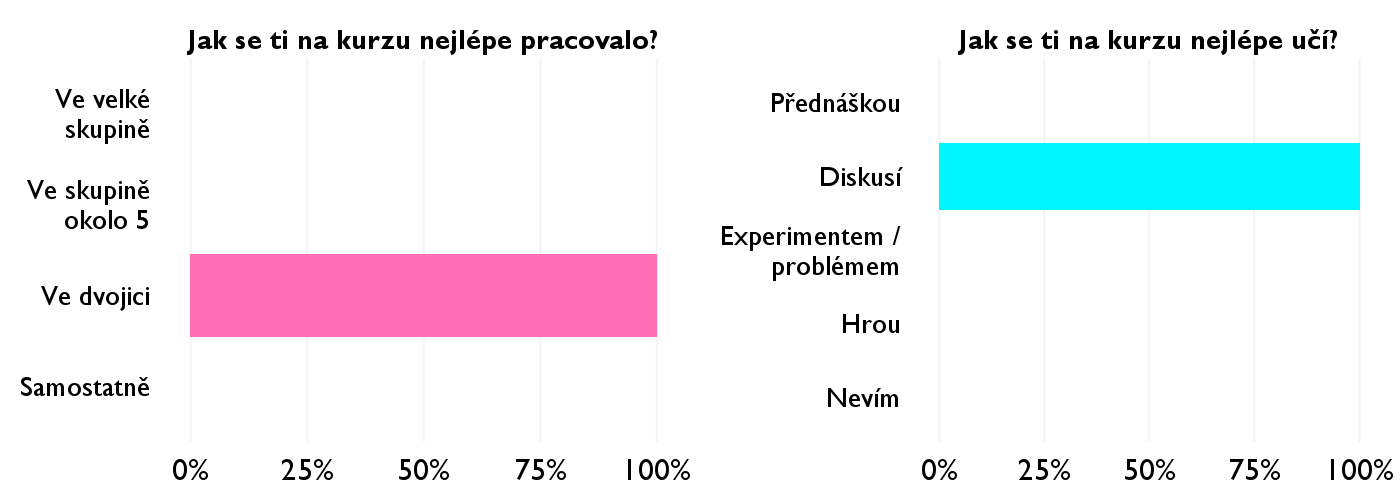 Jak se ti na kurzu nejlépe pracovalo?
Ve velké
skupině
Ve skupině
okolo 5
Ve dvojici
Samostatně
0% 25% 50% 75% 100%
Jak se ti na kurzu nejlépe učí?
Přednáškou
Diskusí
Experimentem /
problémem
Hrou
Nevím
0% 25% 50% 75% 100%